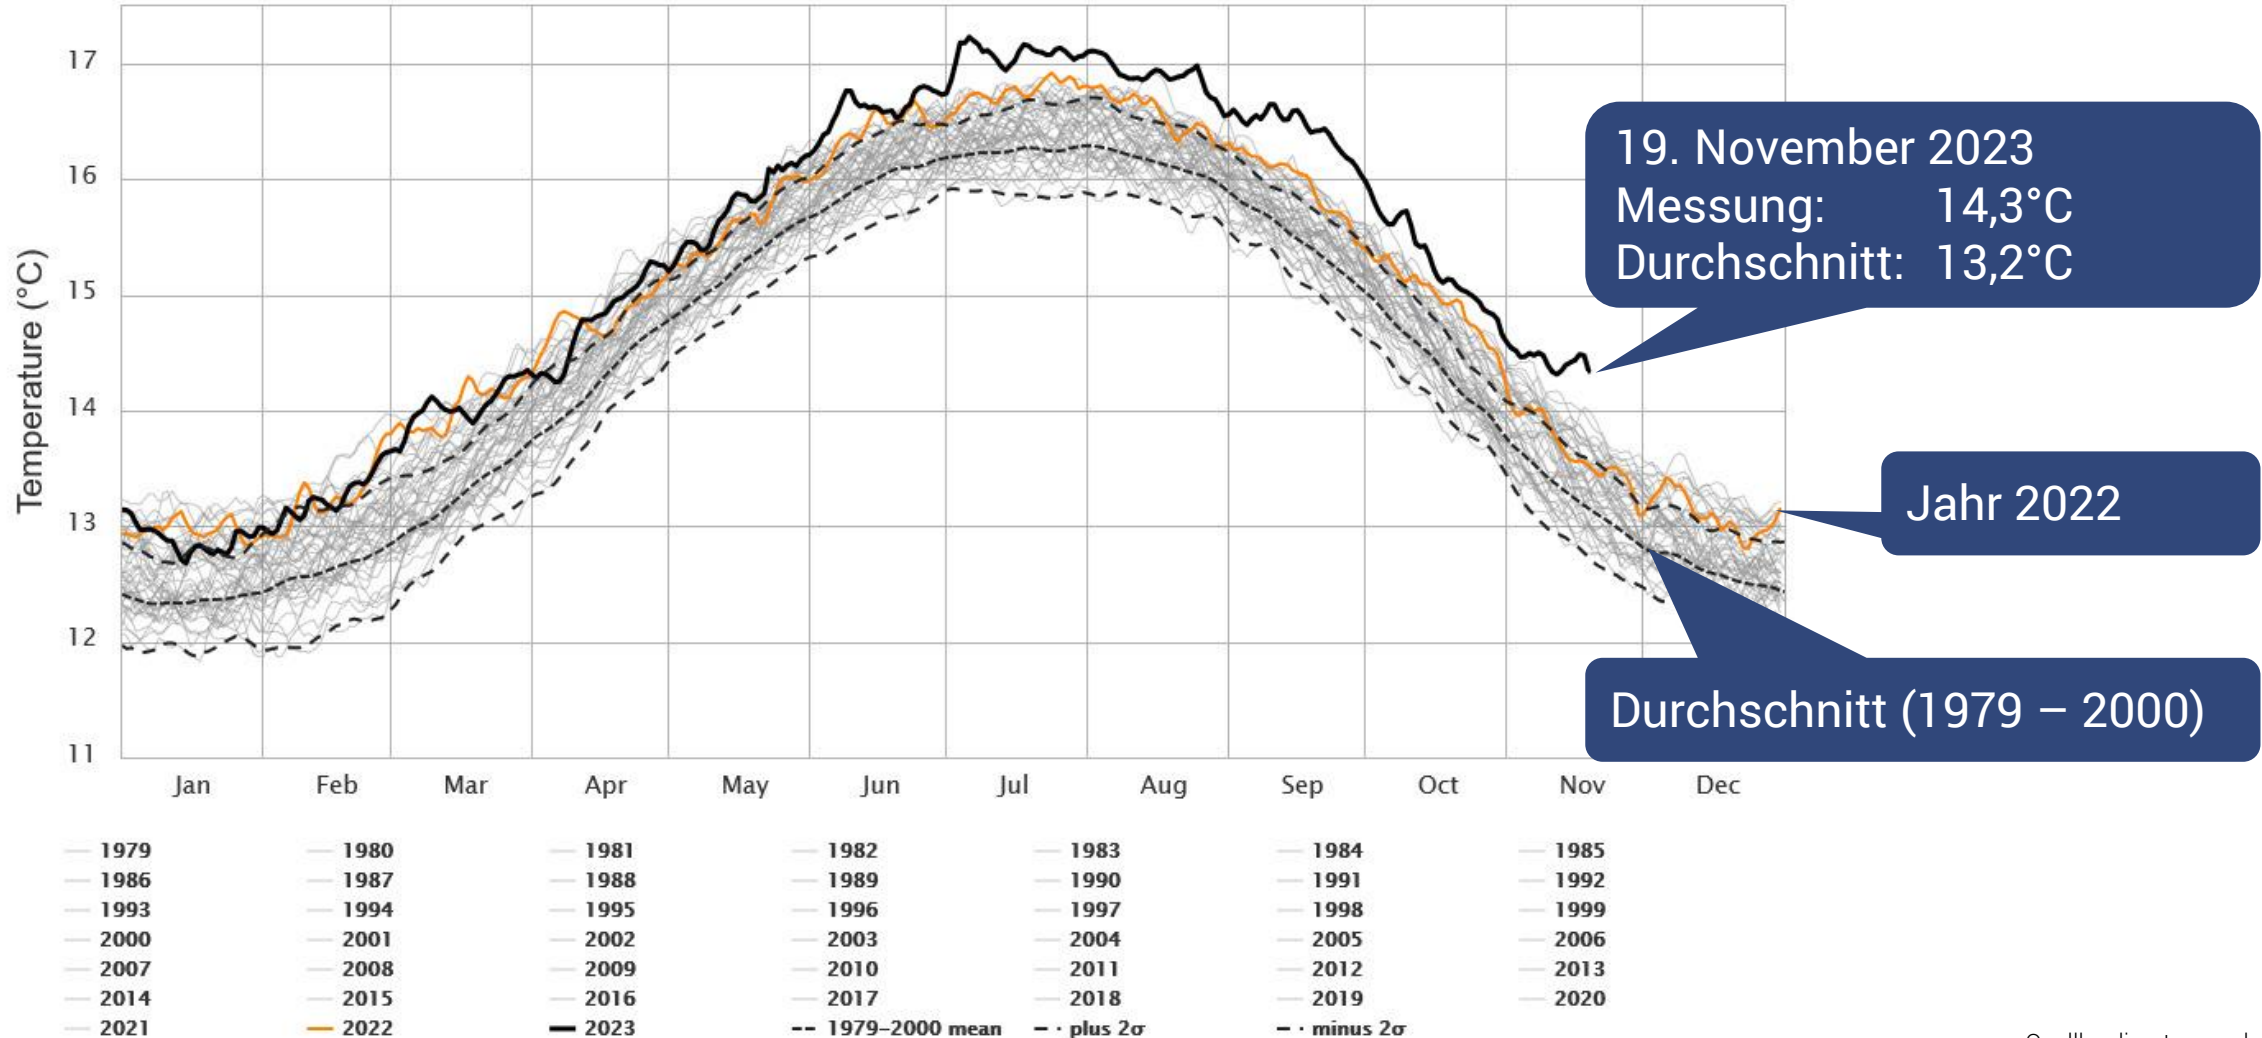 17
16
15
14
13
12
11
Temperature (°C)
Jan Feb Mar Apr May Jun Jul Aug Sep Oct Nov Dec
19. November 2023
Messung: 14,3°C
Durchschnitt: 13,2°C
Jahr 2022
Durchschnitt (1979 – 2000)
1979 1980 1981 1982 1983 1984 1985
1986 1987 1988 1989 1990 1991 1992
1993 1994 1995 1996 1997 1998 1999
2000 2001 2002 2003 2004 2005 2006
2007 2008 2009 2010 2011 2012 2013
2014 2015 2016 2017 2018 2019 2020
2021 2022 2023 1979–2000 mean plus 2σ minus 2σ